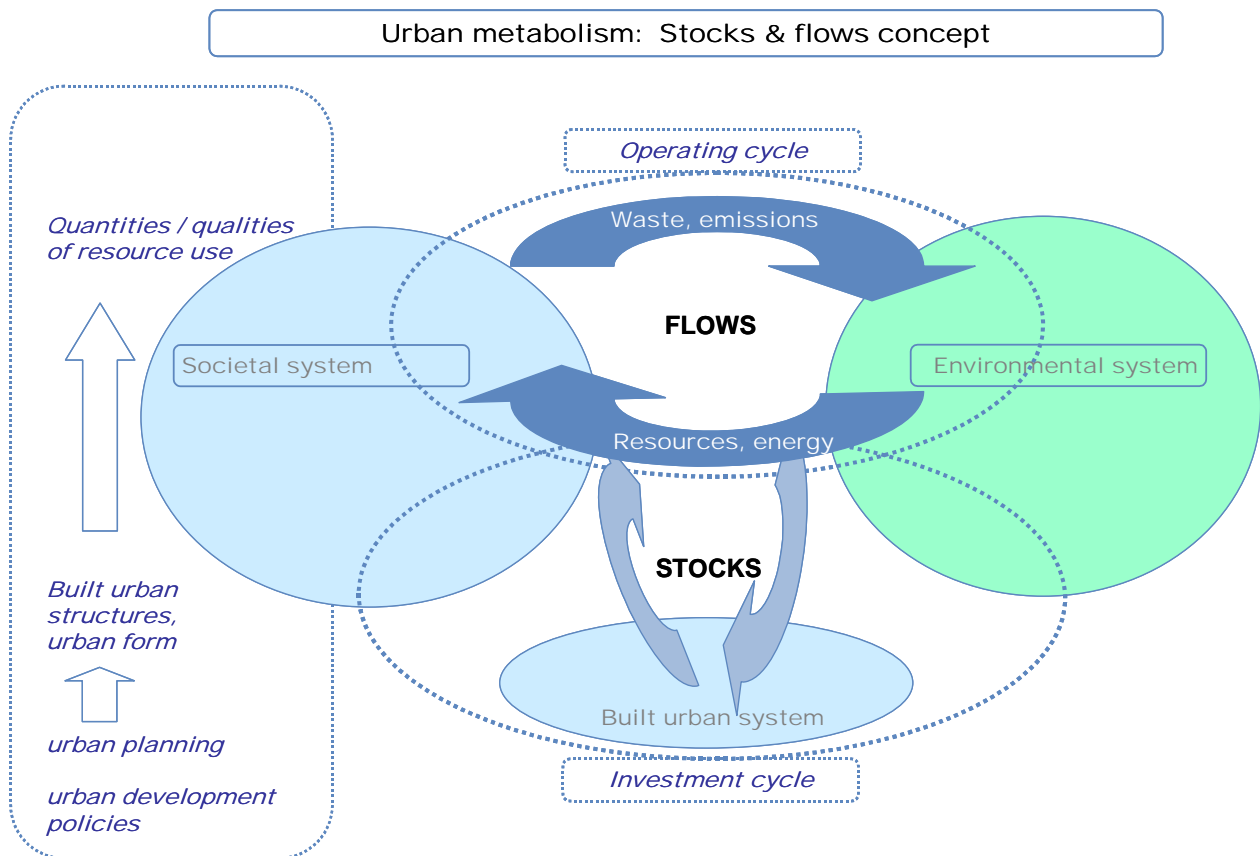 Urban metabolism: Stocks & flows concept
Operating cycle
Waste, emissions
Quantities / qualities
of resource use
FLOWS
Societal system
Environmental system
Resources, energy
STOCKS
Built urban
structures,
urban form
Built urban system
urban planning
Investment cycle
urban development
policies